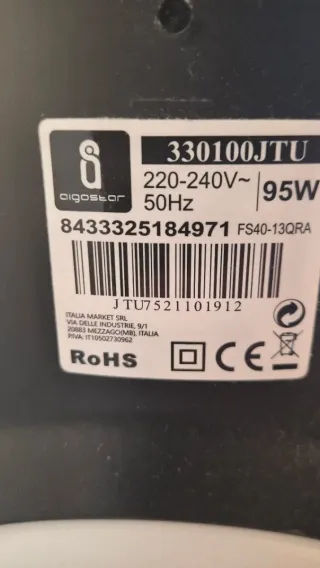 aigostar
330100JTU
220-240V~
50Hz
95W
8433325184971 FS40-13QRA
JTU7521101912
ITALIA MARKET SRL
VIA DELLE INDUSTRIE, 9/1
20883 MEZZAGO(MB), ITALIA
P.IVA: IT10502730962
RoHS
CE